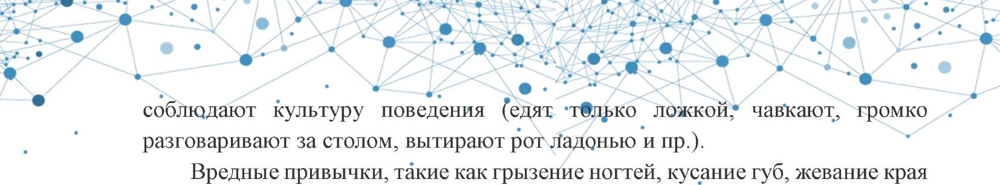 соблюдают культуру поведения (едят только ложкой, чавкают, громко
разговаривают за столом, вытирают рот ладонью и пр.).
Вредные привычки, такие как грызение ногтей, кусание губ, жевание края